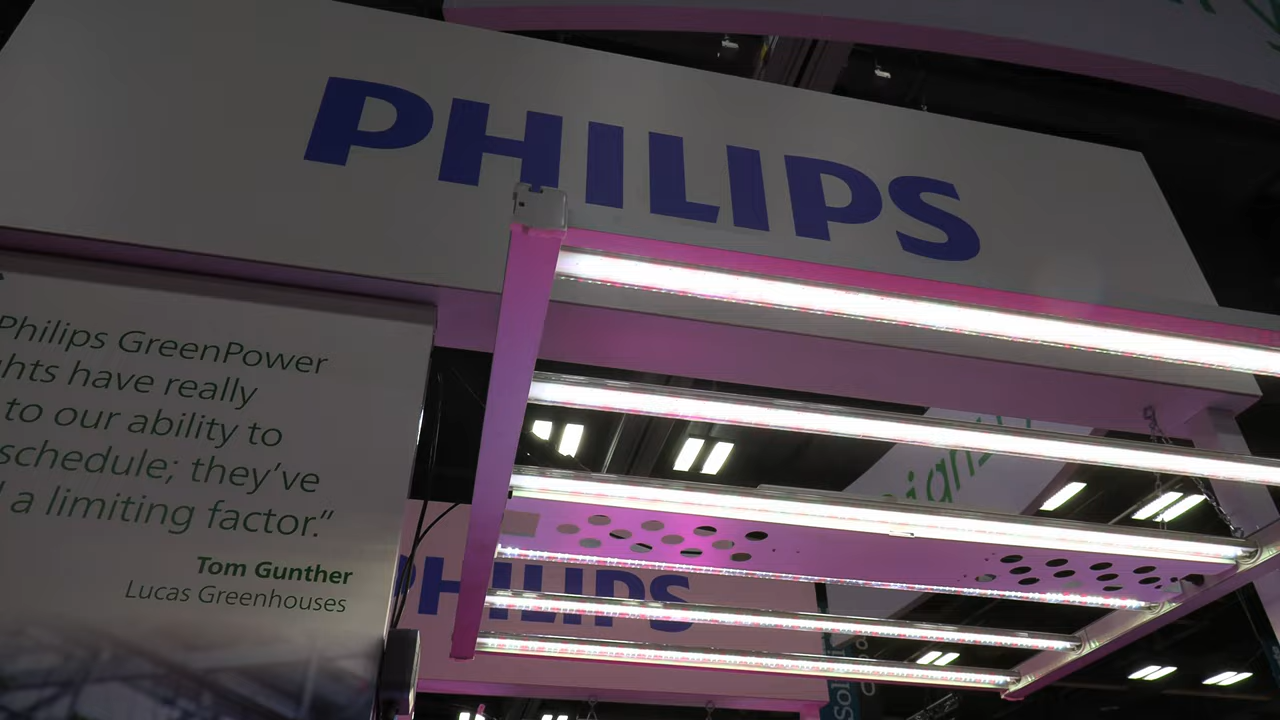 PHILIPS
Philips GreenPower
hts have really
to our ability to
schedule; they've
a limiting factor."
Tom Gunther
Lucas Greenhouses
PHILIPS